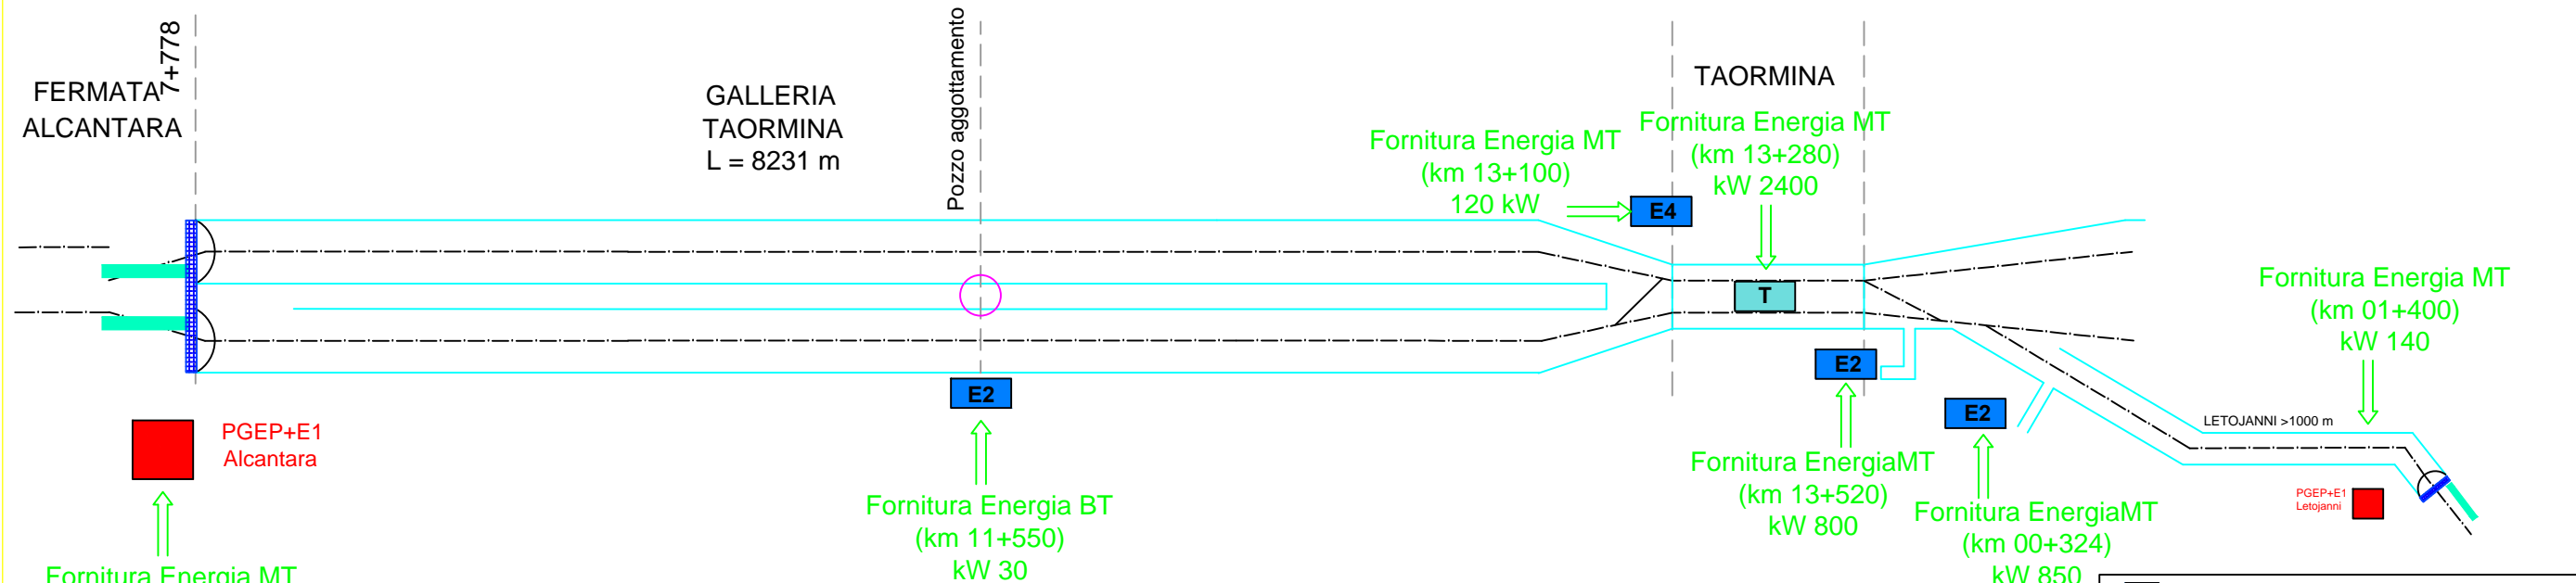 7+778
FERMATA
ALCANTARA
GALLERIA
TAORMINA
L = 8231 m
Pozzo aggottamento
TAORMINA
Fornitura Energia MT
(km 13+100)
120 kW
Fornitura Energia MT
(km 13+280)
kW 2400
E4
T
Fornitura Energia MT
(km 01+400)
kW 140
E2
E2
E2
LETOJANNI >1000 m
PGEP+E1
Alcantara
Fornitura Energia MT
Fornitura Energia BT
(km 11+550)
kW 30
Fornitura EnergiaMT
(km 13+520)
kW 800
Fornitura EnergiaMT
(km 00+324)
kW 850
PGEP+E1
Letojanni